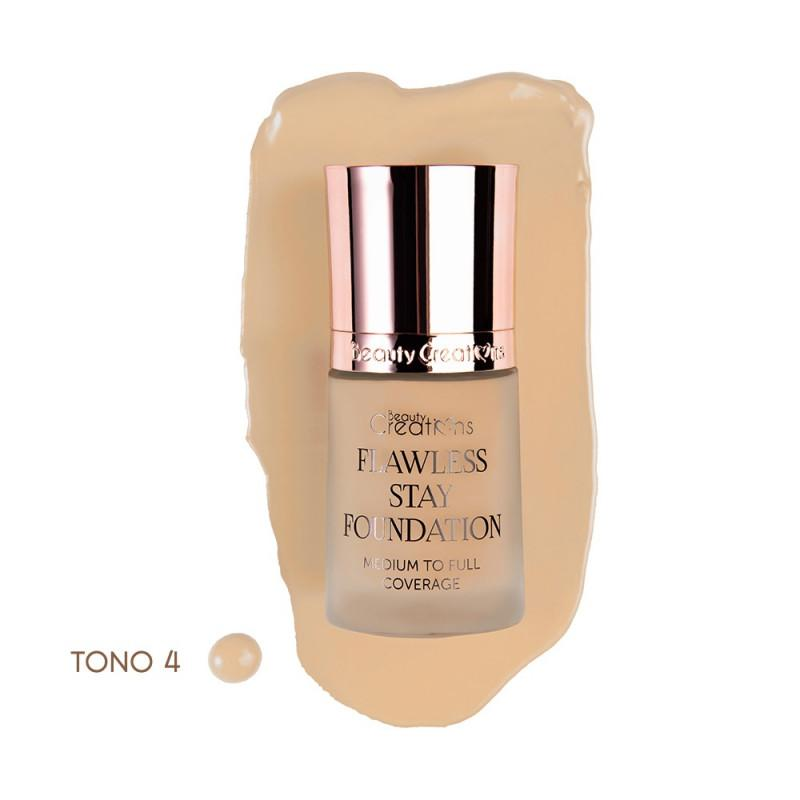 Beauty Creations
Beauty
Creations
FLAWLESS
STAY
FOUNDATION
MEDIUM TO FULL
COVERAGE
TONO 4